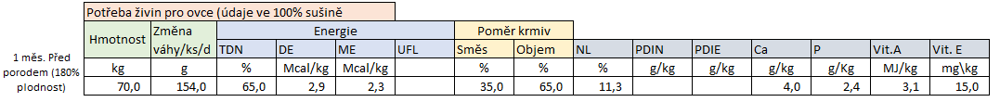 Potřeba živin pro ovce (údaje ve 100% sušině
Hmotnost Změna váhy/ks/d Energie Poměr krmiv
TDN DE ME UFL Směs Objem NL PDIN PDIE Ca P Vit.A Vit. E
1 měs. Před porodem (180% plodnost)
kg g % Mcal/kg Mcal/kg % % % g/kg g/kg g/kg g/Kg MJ/kg mg\kg
70,0 154,0 65,0 2,9 2,3 35,0 65,0 11,3 4,0 2,4 3,1 15,0